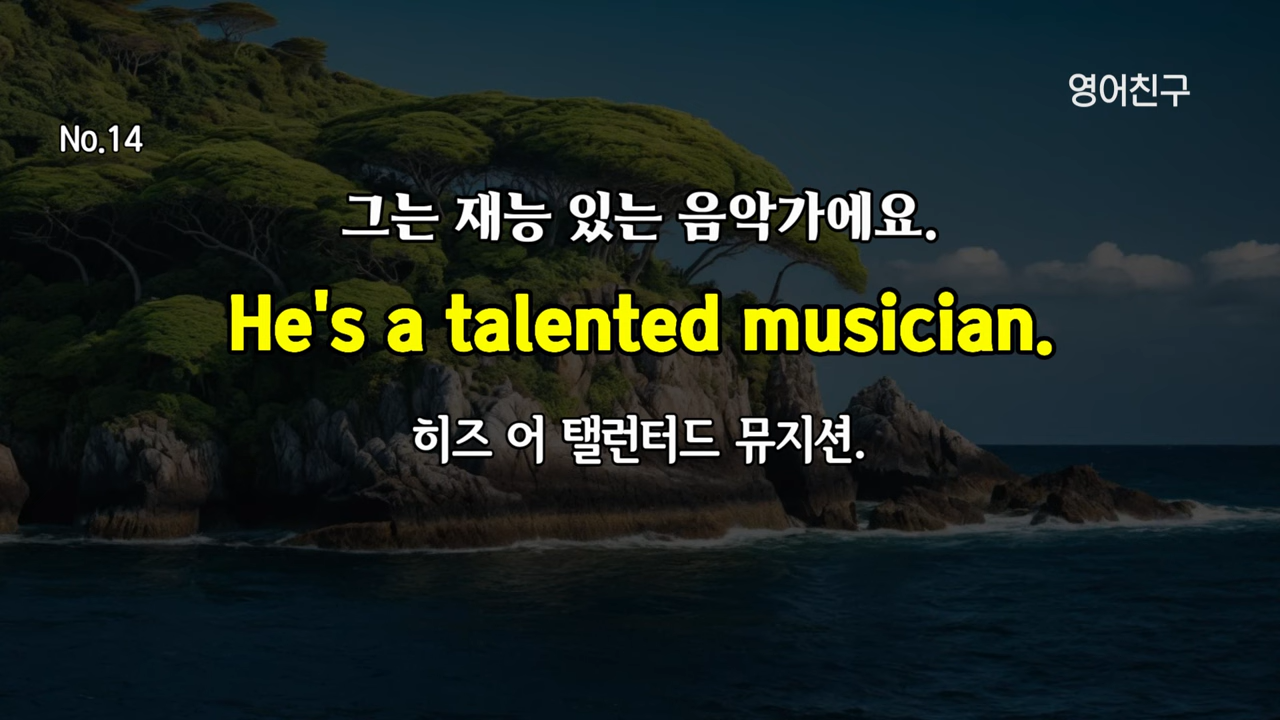 영어친구
No.14
그는 재능 있는 음악가에요.
He's a talented musician.
히즈 어 탤런터드 뮤지션.